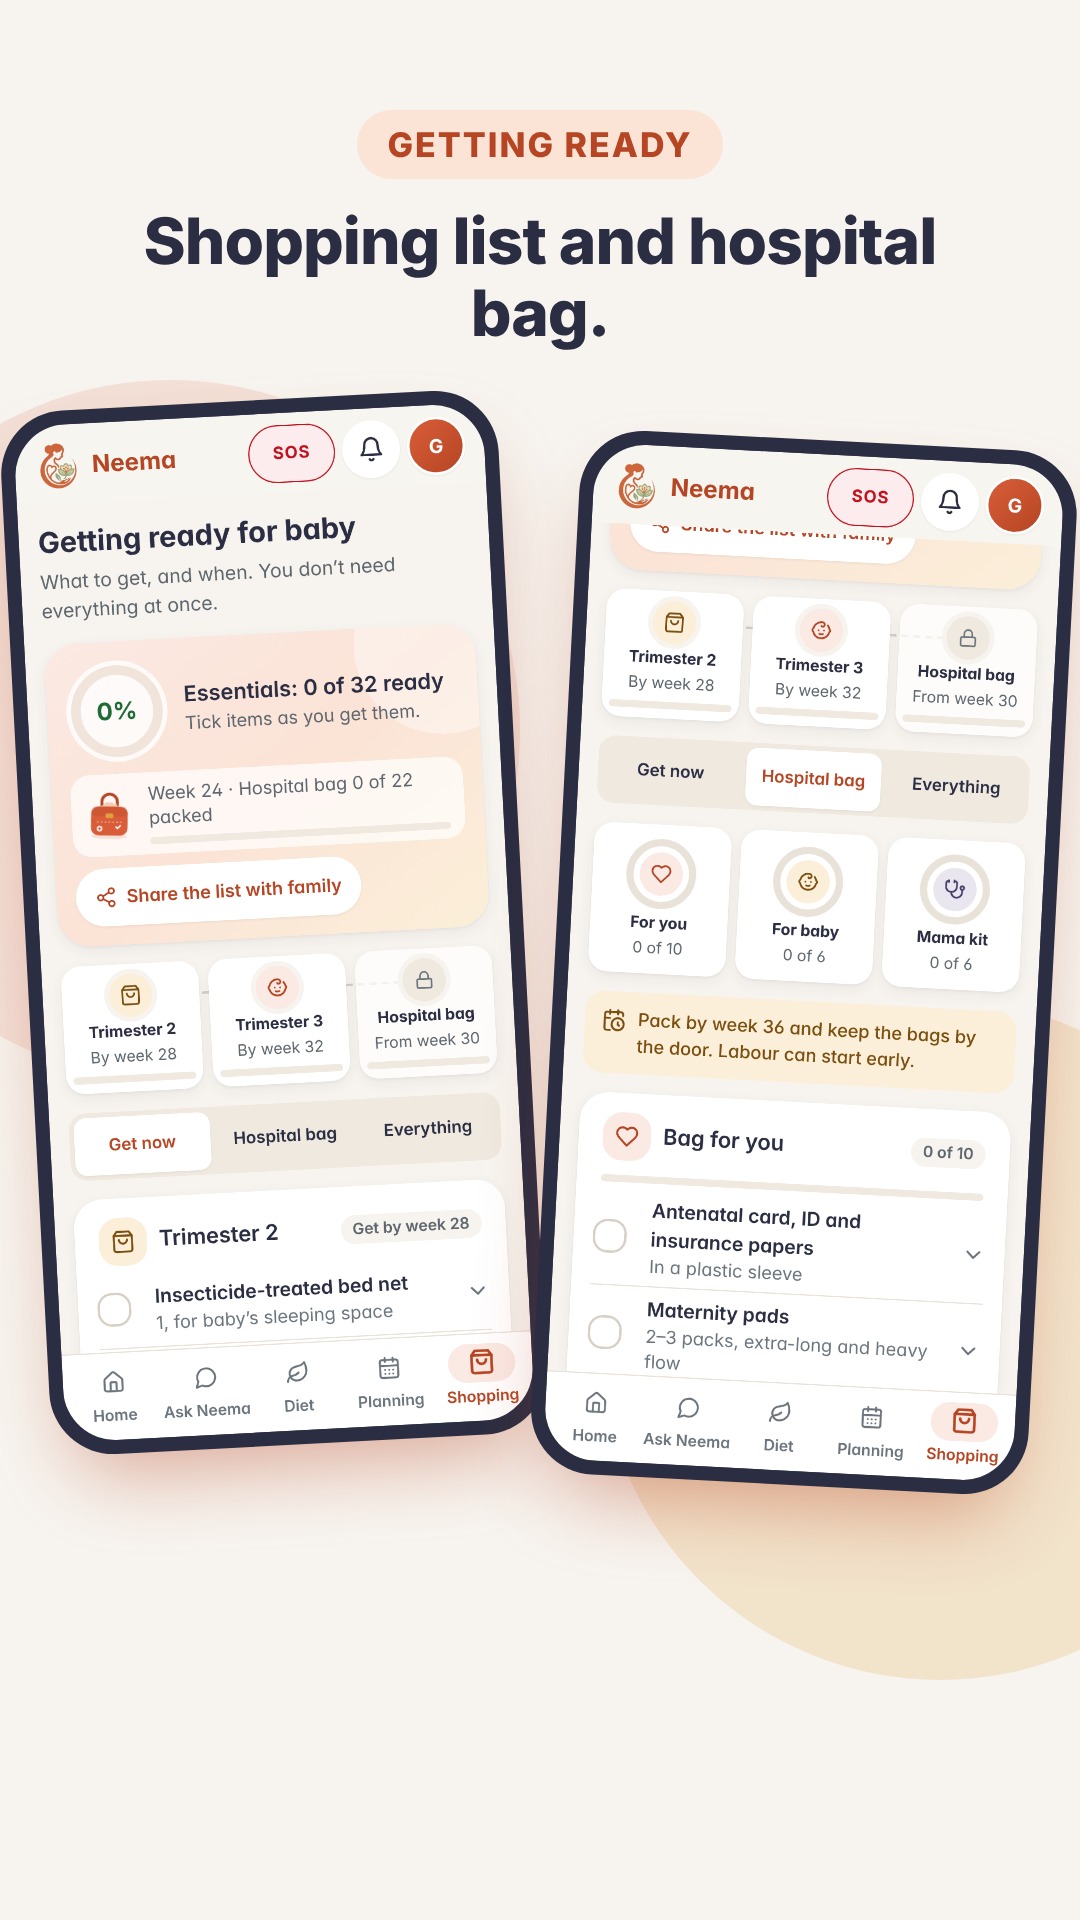 GETTING READY
Shopping list and hospital
bag.
Neema
SOS
G
Getting ready for baby
What to get, and when. You don't need
everything at once.
0%
Essentials: 0 of 32 ready
Tick items as you get them.
Week 24 · Hospital bag 0 of 22
packed
Share the list with family
Trimester 2
By week 28
Trimester 3
By week 32
Hospital bag
From week 30
Get now
Hospital bag
Everything
Trimester 2
Get by week 28
Insecticide-treated bed net
1, for baby's sleeping space
Home
Ask Neema
Diet
Planning
Shopping
Neema
SOS
G
Share the list with family
Trimester 2
By week 28
Trimester 3
By week 32
Hospital bag
From week 30
Get now
Hospital bag
Everything
For you
0 of 10
For baby
0 of 6
Mama kit
0 of 6
Pack by week 36 and keep the bags by
the door. Labour can start early.
Bag for you
0 of 10
Antenatal card, ID and
insurance papers
In a plastic sleeve
Maternity pads
2–3 packs, extra-long and heavy
flow
Home
Ask Neema
Diet
Planning
Shopping